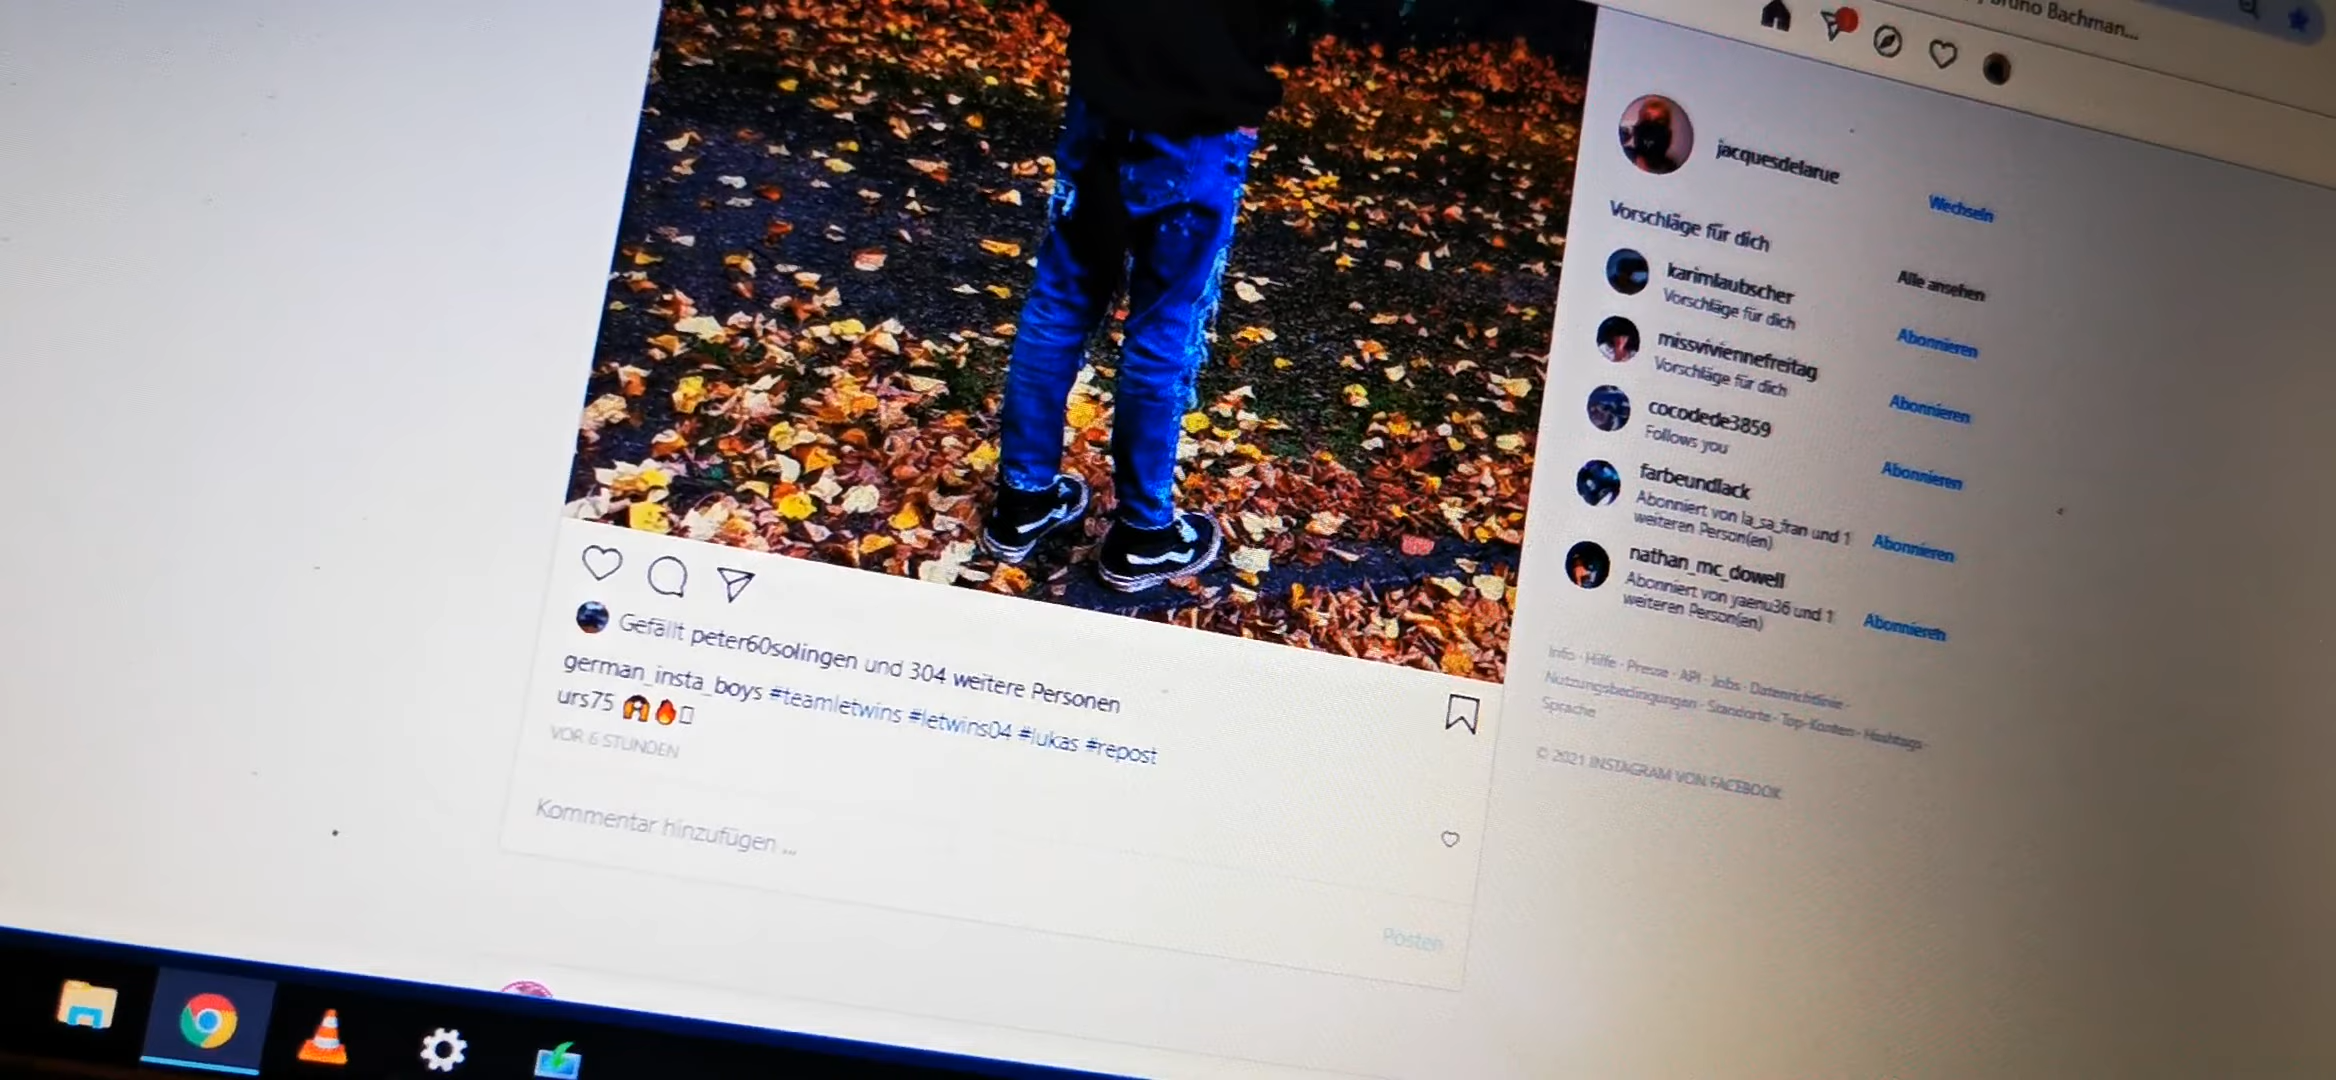 Bruno Bachman...
jacquesdelarue
Wechseln
Vorschläge für dich
Alle ansehen
karimlaubscher
Vorschläge für dich
Abonnieren
missviviennefreitag
Vorschläge für dich
Abonnieren
cocodede3859
Follows you
Abonnieren
farbeundlack
Abonniert von la_sa_fran und 1
weiteren Person(en)
Abonnieren
nathan_mc_dowell
Abonniert von yaenu36 und 1
weiteren Person(en)
Abonnieren
Info · Hilfe · Presse · API · Jobs · Datenrichtlinie ·
Nutzungsbedingungen · Standorte · Top-Konten · Hashtags ·
Sprache
© 2021 INSTAGRAM VON FACEBOOK
Gefällt peter60solingen und 304 weitere Personen
german_insta_boys #teamletwins #letwins04 #lukas #repost
urs75
VOR 6 STUNDEN
Kommentar hinzufügen ...
Posten